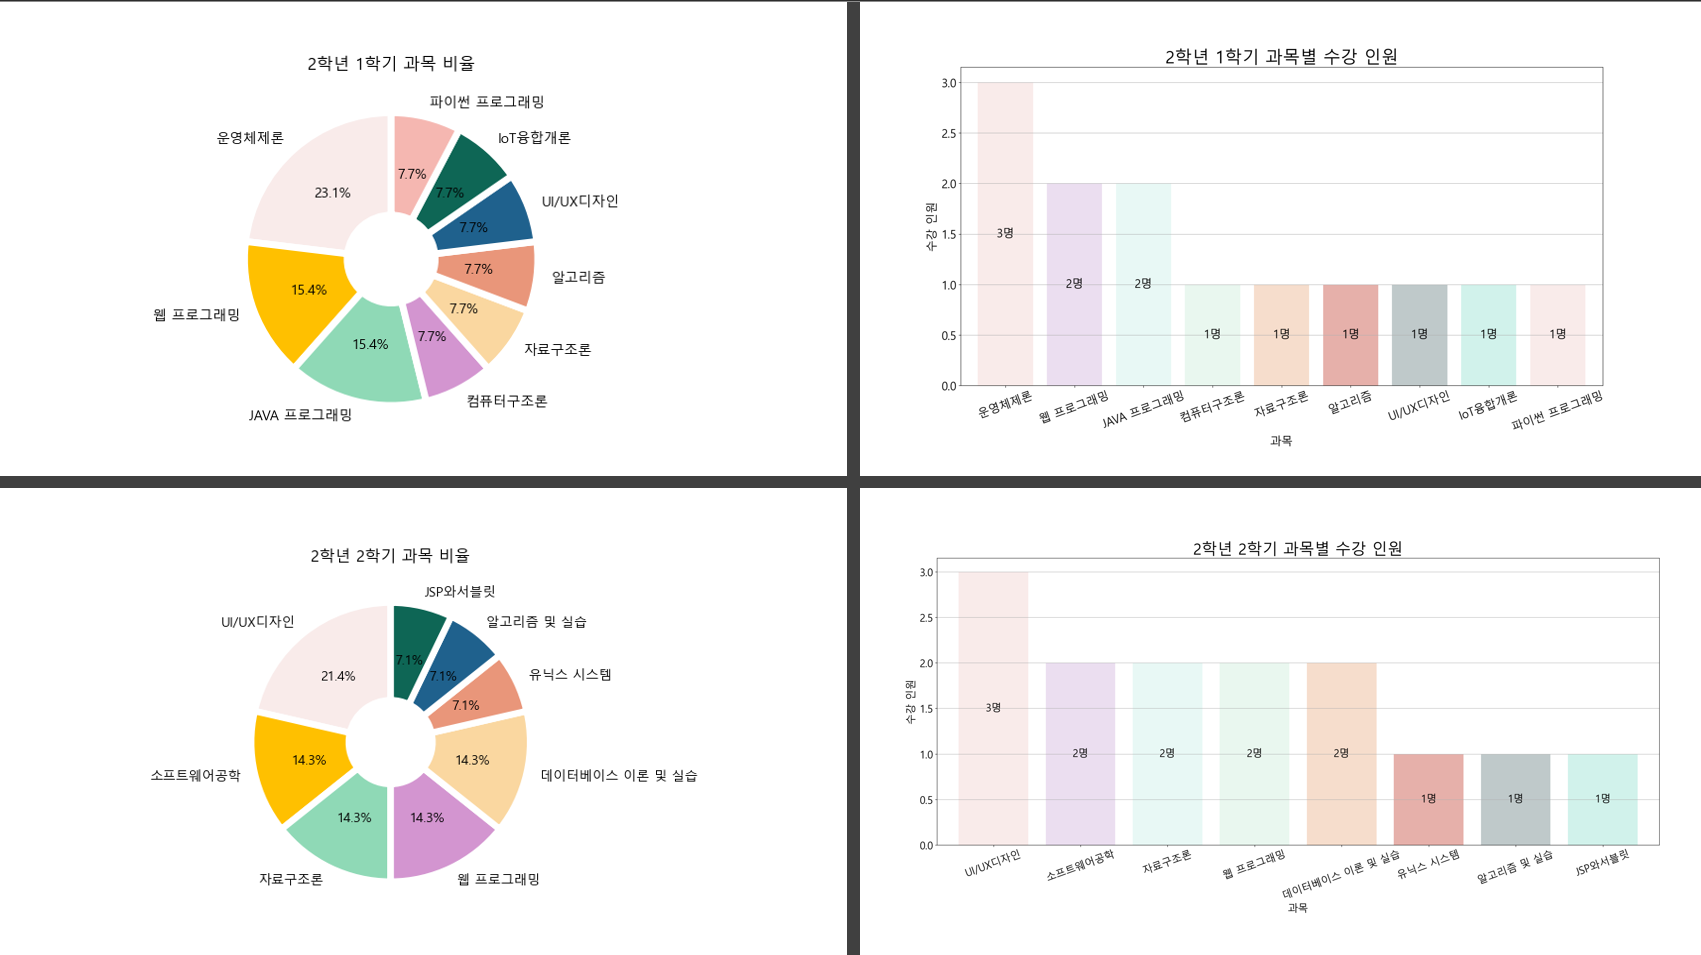 2학년 1학기 과목 비율
파이썬 프로그래밍
IoT융합개론
UI/UX디자인
알고리즘
자료구조론
컴퓨터구조론
JAVA 프로그래밍
웹 프로그래밍
운영체제론
7.7%
7.7%
7.7%
7.7%
7.7%
7.7%
15.4%
15.4%
23.1%
2학년 1학기 과목별 수강 인원
수강 인원
3.0
2.5
2.0
1.5
1.0
0.5
0.0
3명
2명
2명
1명
1명
1명
1명
1명
1명
운영체제론
웹 프로그래밍
JAVA 프로그래밍
컴퓨터구조론
자료구조론
알고리즘
UI/UX디자인
IoT융합개론
파이썬 프로그래밍
과목
2학년 2학기 과목 비율
JSP와서블릿
알고리즘 및 실습
유닉스 시스템
데이터베이스 이론 및 실습
웹 프로그래밍
자료구조론
소프트웨어공학
UI/UX디자인
7.1%
7.1%
7.1%
14.3%
14.3%
14.3%
14.3%
21.4%
2학년 2학기 과목별 수강 인원
수강 인원
3.0
2.5
2.0
1.5
1.0
0.5
0.0
3명
2명
2명
2명
2명
1명
1명
1명
UI/UX디자인
소프트웨어공학
자료구조론
웹 프로그래밍
데이터베이스 이론 및 실습
유닉스 시스템
알고리즘 및 실습
JSP와서블릿
과목